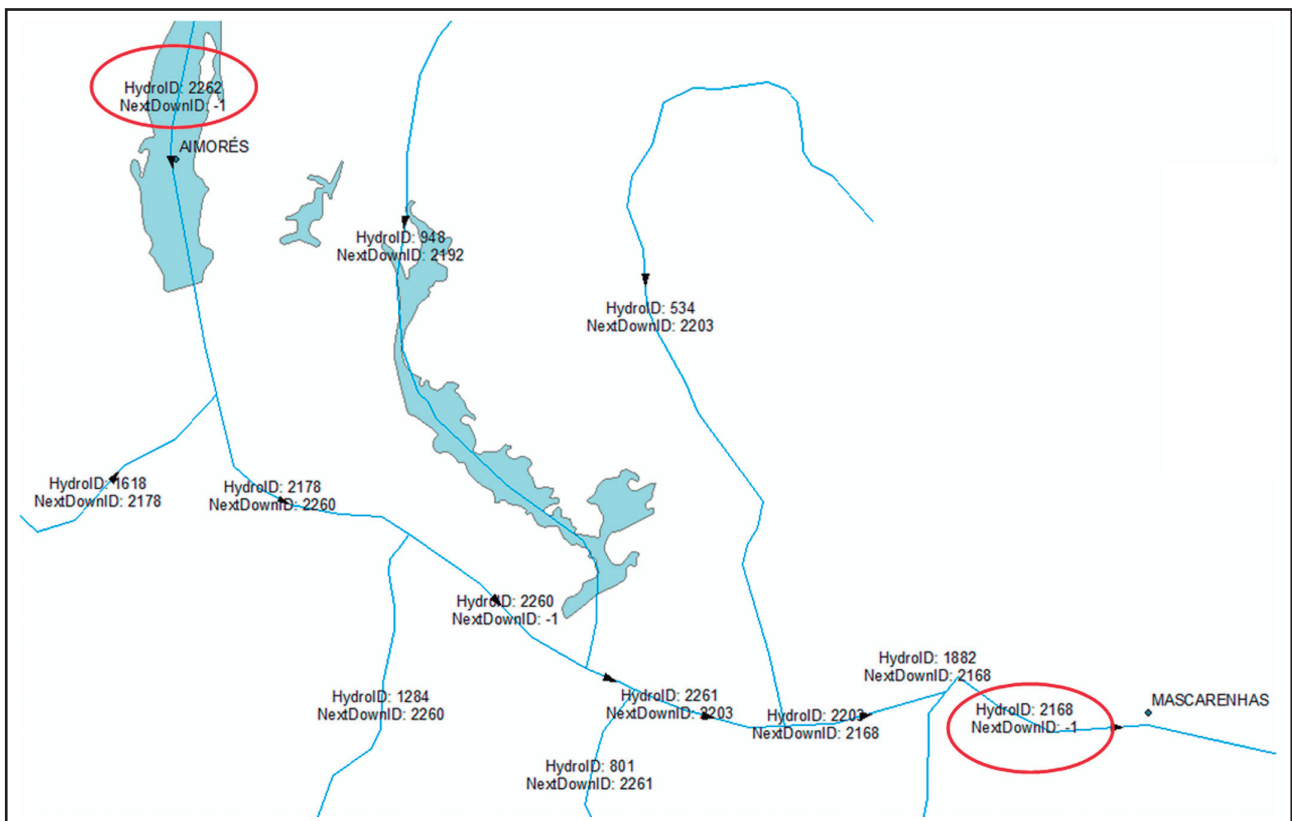 HydroID: 2262
NextDownID: -1
AIMORÉS
HydroID: 948
NextDownID: 2192
HydroID: 534
NextDownID: 2203
HydroID: 1618
NextDownID: 2178
HydroID: 2178
NextDownID: 2260
HydroID: 2260
NextDownID: -1
HydroID: 1284
NextDownID: 2260
HydroID: 2261
NextDownID: 2203
HydroID: 801
NextDownID: 2261
HydroID: 2203
NextDownID: 2168
HydroID: 1882
NextDownID: 2168
HydroID: 2168
NextDownID: -1
MASCARENHAS